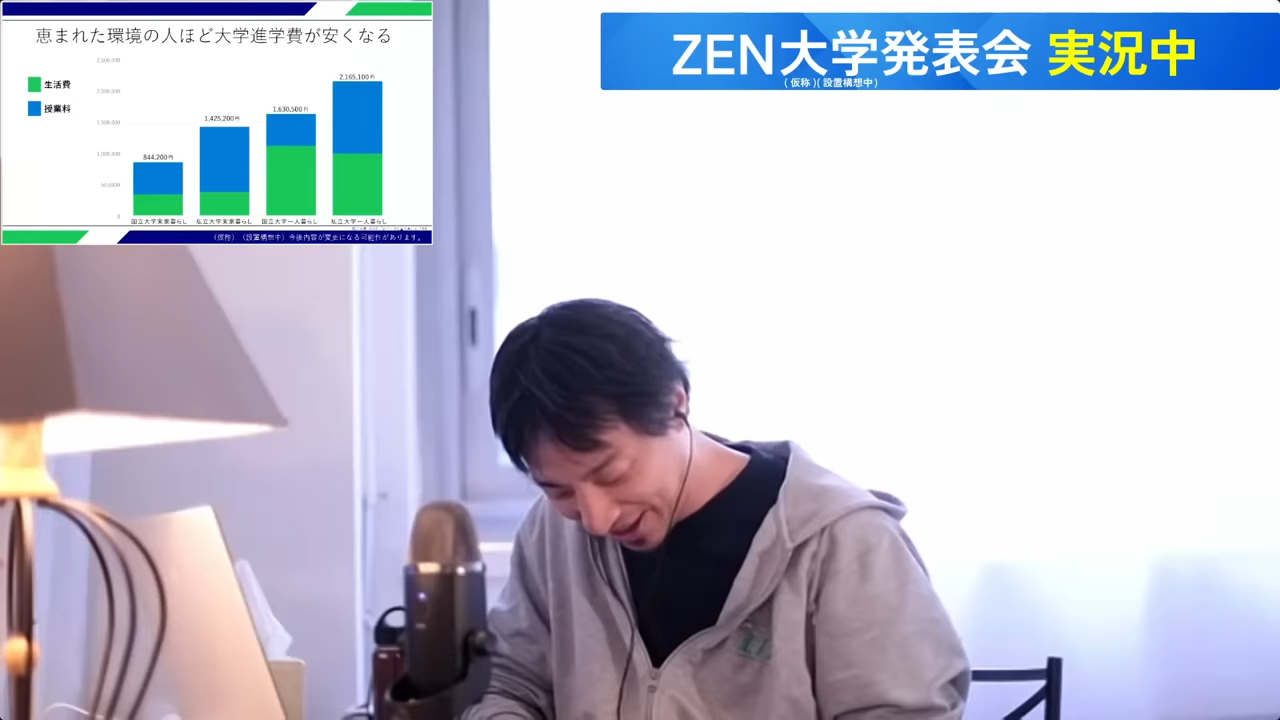 恵まれた環境の人ほど大学進学費が安くなる
2,500,000
生活費
授業料
2,000,000
1,500,000
1,000,000
50,0000
0
844,200円
1,425,200円
1,630,500円
2,165,100円
国立大学実家暮らし
私立大学実家暮らし
国立大学一人暮らし
私立大学一人暮らし
(仮称)(設置構想中)今後内容が変更になる可能性があります。
ZEN大学発表会 実況中
(仮称)(設置構想中)